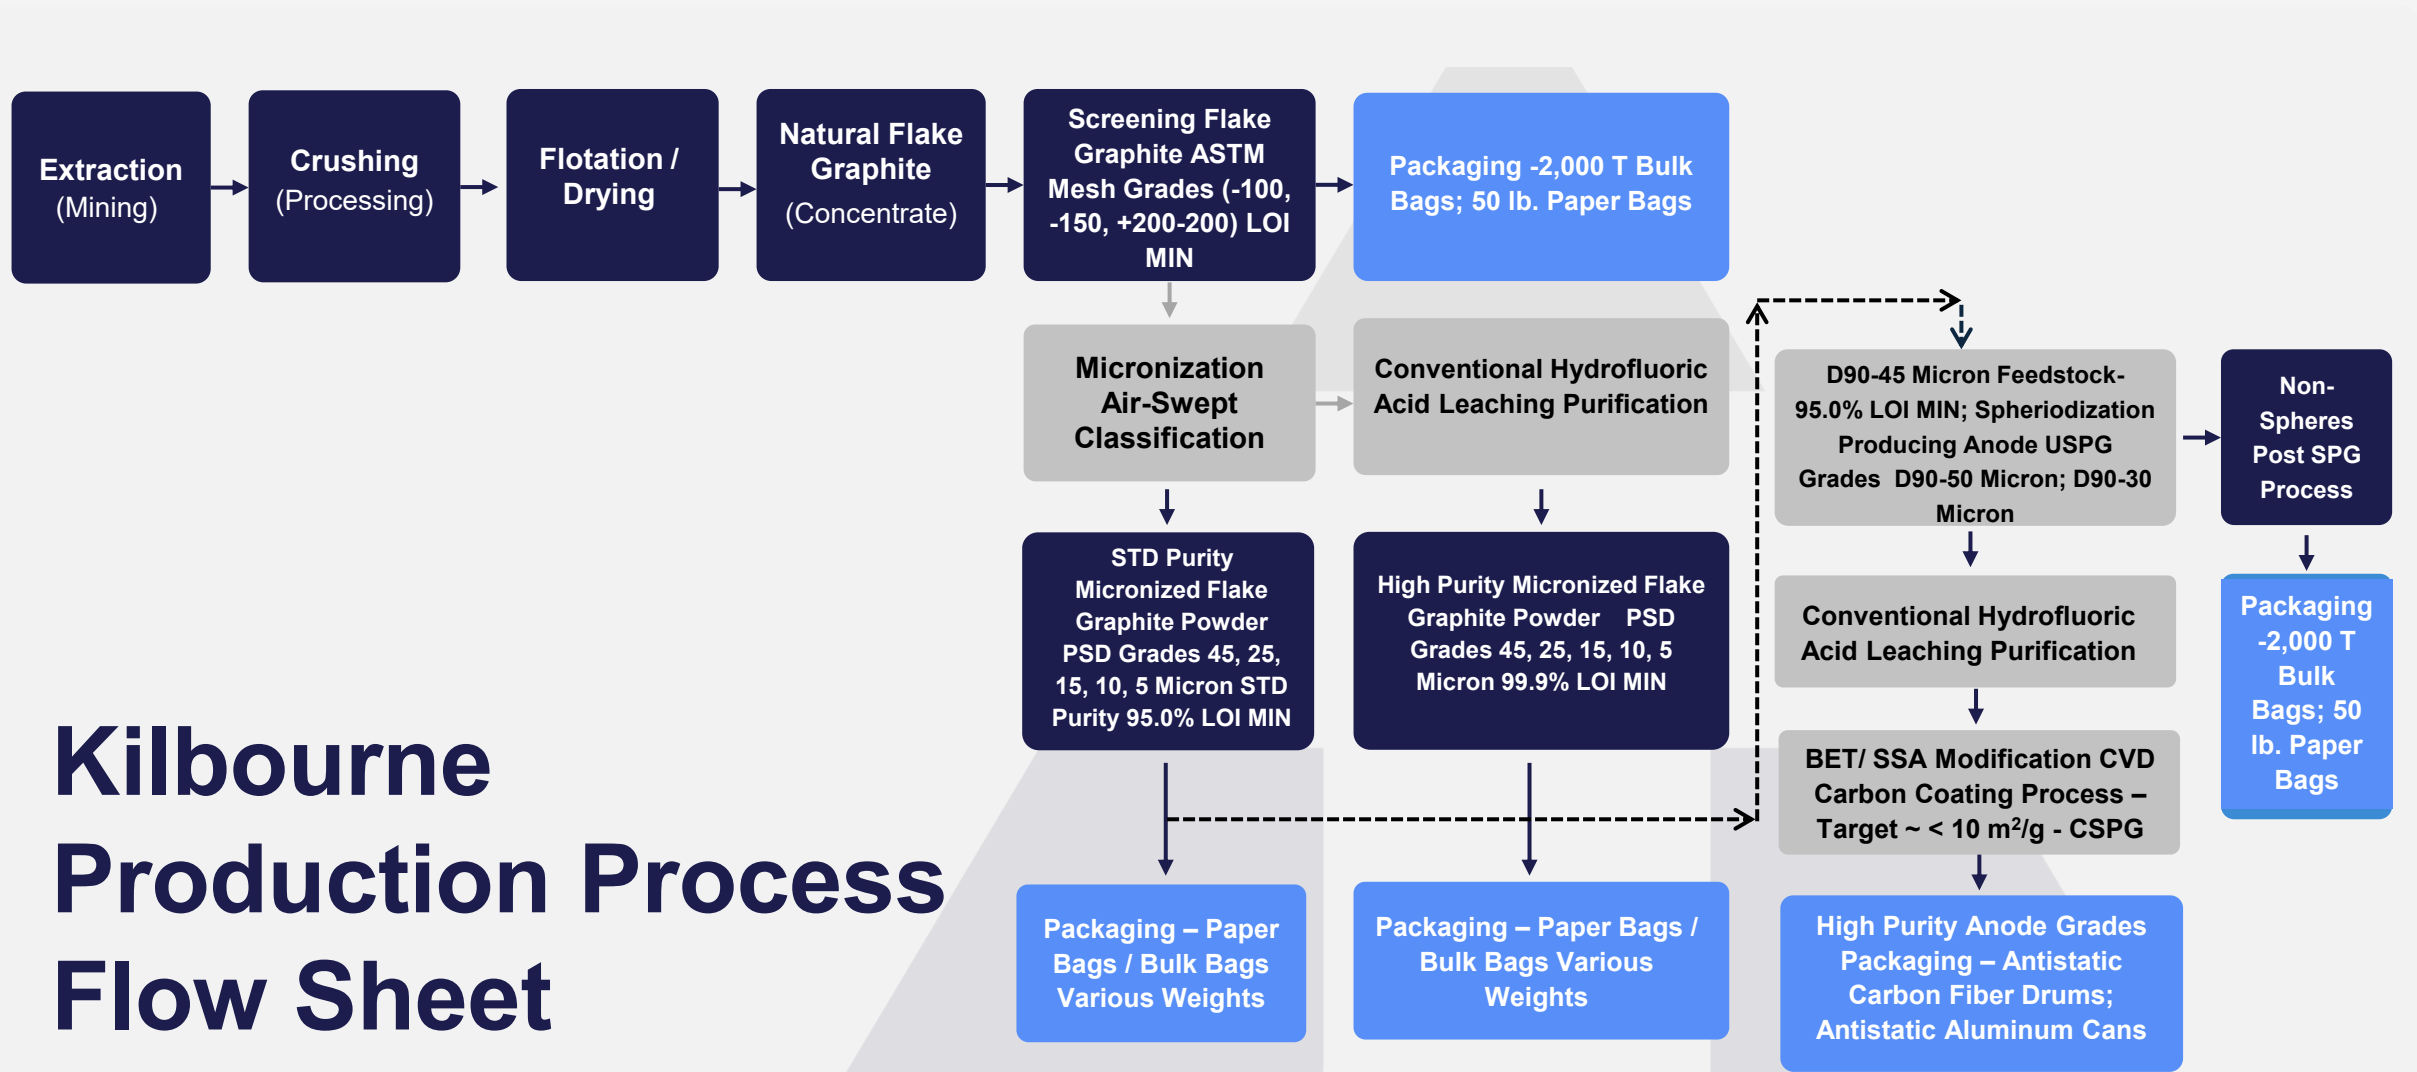 Extraction
(Mining)
Crushing
(Processing)
Flotation /
Drying
Natural Flake
Graphite
(Concentrate)
Screening Flake
Graphite ASTM
Mesh Grades (-100,
-150, +200-200) LOI
MIN
Packaging -2,000 T Bulk
Bags; 50 lb. Paper Bags
Micronization
Air-Swept
Classification
Conventional Hydrofluoric
Acid Leaching Purification
D90-45 Micron Feedstock-
95.0% LOI MIN; Spheriodization
Producing Anode USPG
Grades D90-50 Micron; D90-30
Micron
Non-
Spheres
Post SPG
Process
STD Purity
Micronized Flake
Graphite Powder
PSD Grades 45, 25,
15, 10, 5 Micron STD
Purity 95.0% LOI MIN
High Purity Micronized Flake
Graphite Powder PSD
Grades 45, 25, 15, 10, 5
Micron 99.9% LOI MIN
Conventional Hydrofluoric
Acid Leaching Purification
Packaging
-2,000 T
Bulk
Bags; 50
lb. Paper
Bags
BET/ SSA Modification CVD
Carbon Coating Process –
Target ~ < 10 m²/g - CSPG
Kilbourne
Production Process
Flow Sheet
Packaging – Paper
Bags / Bulk Bags
Various Weights
Packaging – Paper Bags /
Bulk Bags Various
Weights
High Purity Anode Grades
Packaging – Antistatic
Carbon Fiber Drums;
Antistatic Aluminum Cans